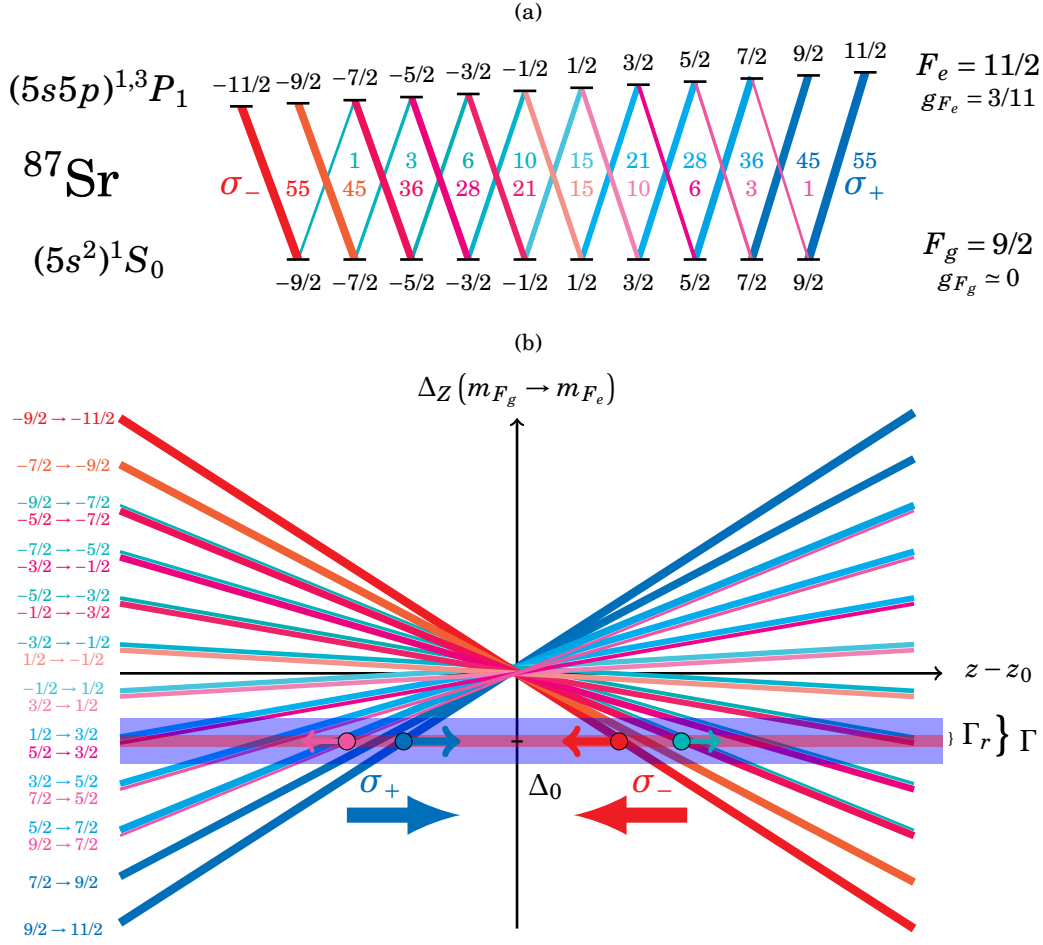 (a)
(5s5p)^{1,3}P_1
−11/2 −9/2 −7/2 −5/2 −3/2 −1/2 1/2 3/2 5/2 7/2 9/2 11/2
F_e = 11/2
g_{F_e} = 3/11
^{87}Sr
σ_−
1 3 6 10 15 21 28 36 45 55
55 45 36 28 21 15 10 6 3 1
σ_+
(5s^2)^1S_0
F_g = 9/2
g_{F_g} ≃ 0
−9/2 −7/2 −5/2 −3/2 −1/2 1/2 3/2 5/2 7/2 9/2
(b)
Δ_Z (m_{F_g} → m_{F_e})
−9/2 → −11/2
−7/2 → −9/2
−9/2 → −7/2
−5/2 → −7/2
−7/2 → −5/2
−3/2 → −1/2
−5/2 → −3/2
−1/2 → −3/2
−3/2 → −1/2
1/2 → −1/2
z − z_0
−1/2 → 1/2
3/2 → 1/2
1/2 → 3/2
5/2 → 3/2
} Γ_r } Γ
3/2 → 5/2
7/2 → 5/2
σ_+
Δ_0
σ_−
5/2 → 7/2
9/2 → 7/2
7/2 → 9/2
9/2 → 11/2